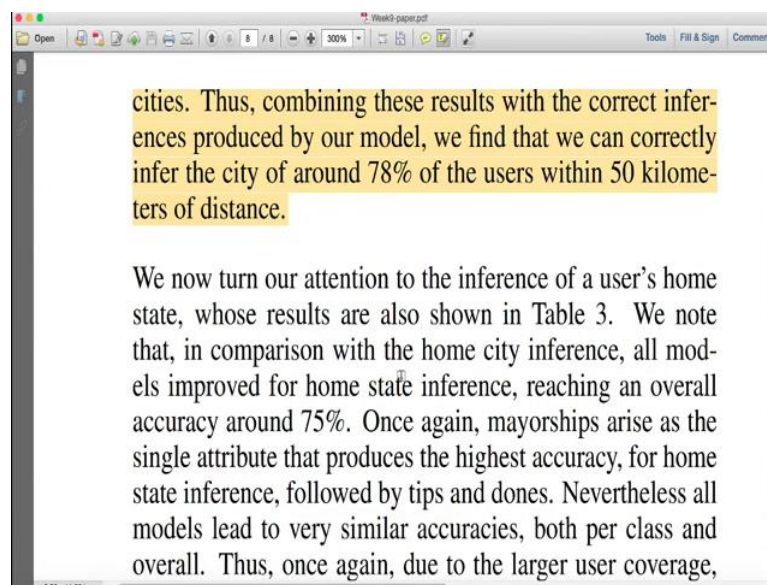 Week9-paper.pdf
Open 8 / 8 300% Tools Fill & Sign Commen
cities. Thus, combining these results with the correct infer-
ences produced by our model, we find that we can correctly
infer the city of around 78% of the users within 50 kilome-
ters of distance.
We now turn our attention to the inference of a user's home
state, whose results are also shown in Table 3. We note
that, in comparison with the home city inference, all mod-
els improved for home state inference, reaching an overall
accuracy around 75%. Once again, mayorships arise as the
single attribute that produces the highest accuracy, for home
state inference, followed by tips and dones. Nevertheless all
models lead to very similar accuracies, both per class and
overall. Thus, once again, due to the larger user coverage,